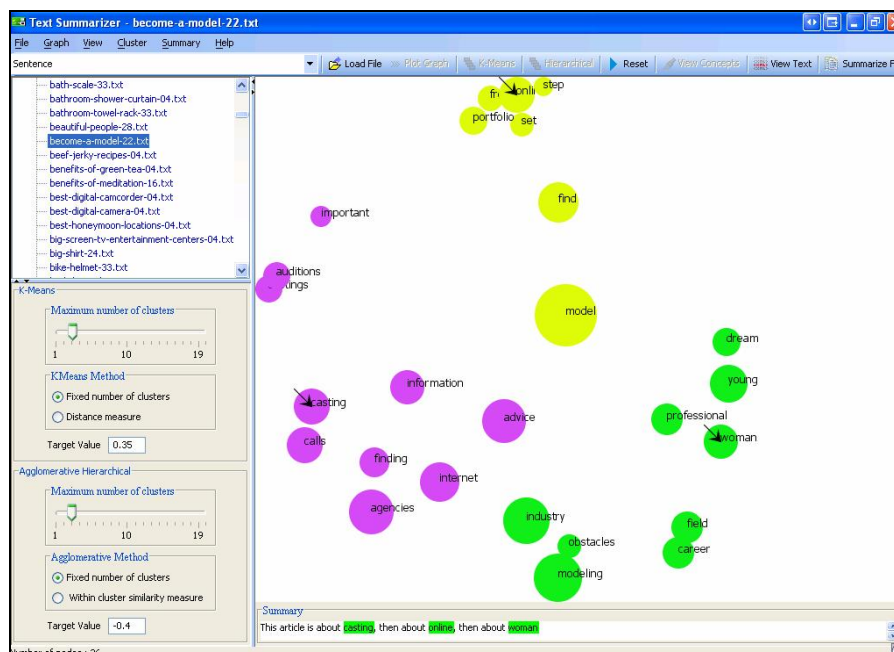 Text Summarizer - become-a-model-22.txt
File Graph View Cluster Summary Help
Sentence Load File Plot Graph K-Means Hierarchical Reset View Concepts View Text Summarize F
bath-scale-33.txt
bathroom-shower-curtain-04.txt
bathroom-towel-rack-33.txt
beautiful-people-28.txt
become-a-model-22.txt
beef-jerky-recipes-04.txt
benefits-of-green-tea-04.txt
benefits-of-meditation-16.txt
best-digital-camcorder-04.txt
best-digital-camera-04.txt
best-honeymoon-locations-04.txt
big-screen-tv-entertainment-centers-04.txt
big-shirt-24.txt
bike-helmet-33.txt
K-Means
Maximum number of clusters
1 10 19
KMeans Method
Fixed number of clusters
Distance measure
Target Value 0.35
Agglomerative Hierarchical
Maximum number of clusters
1 10 19
Agglomerative Method
Fixed number of clusters
Within cluster similarity measure
Target Value -0.4
Number of nodes : 26
step
onli
portfolio
set
find
important
auditions
model
dream
young
information
casting
advice
professional
woman
calls
finding
internet
agencies
industry
field
obstacles
career
modeling
Summary
This article is about casting, then about online, then about woman